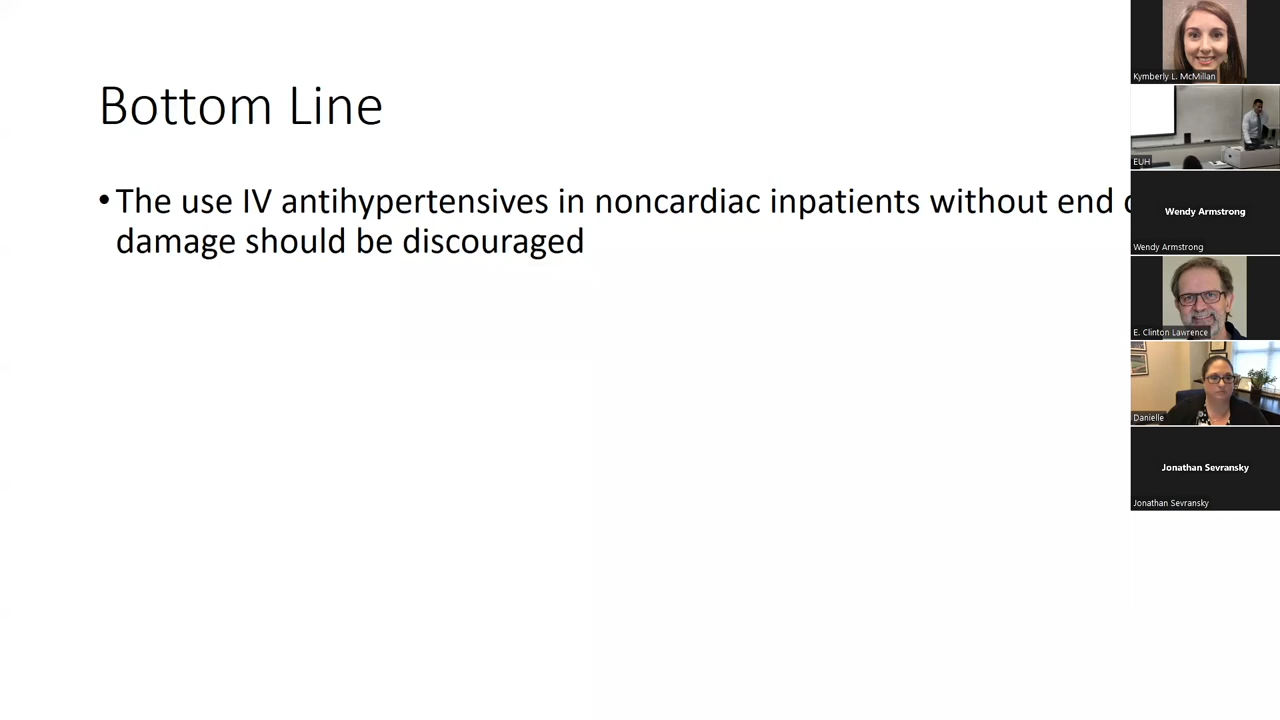 Bottom Line
• The use IV antihypertensives in noncardiac inpatients without end
damage should be discouraged
Kymberly L. McMillan
EUH
Wendy Armstrong
Wendy Armstrong
E. Clinton Lawrence
Danielle
Jonathan Sevransky
Jonathan Sevransky